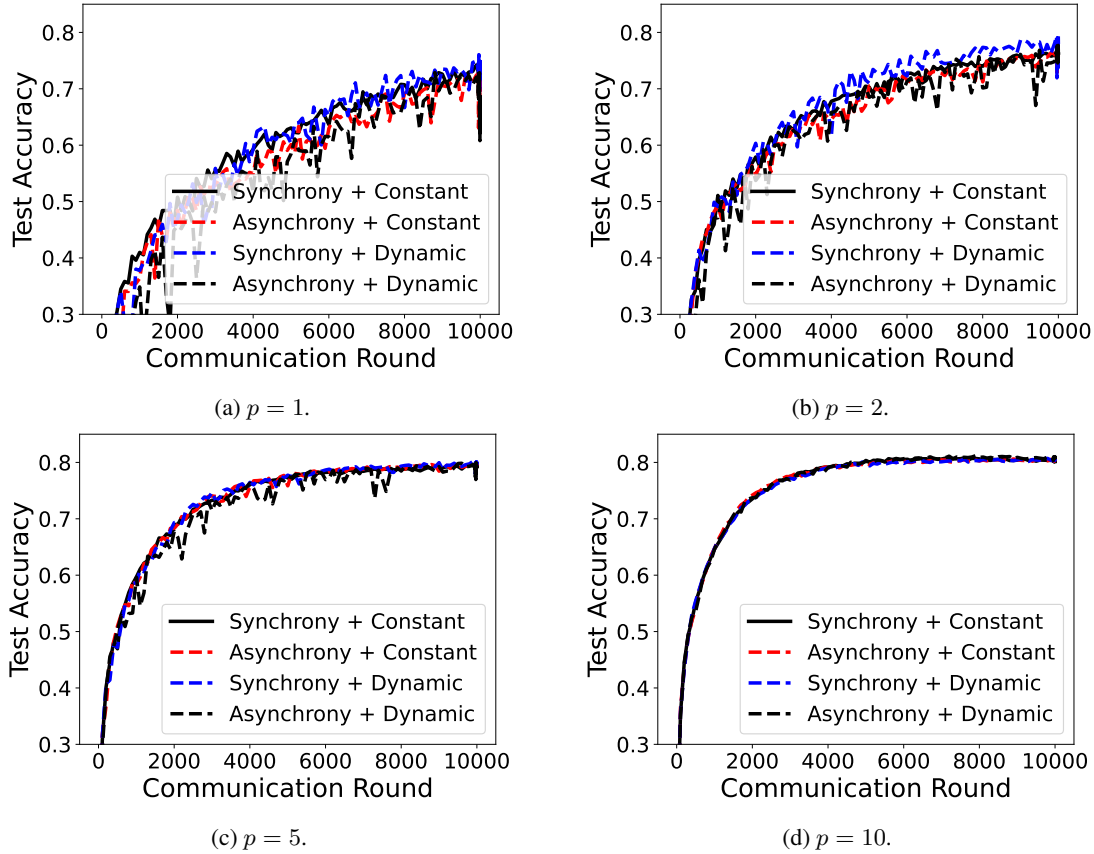 0.8
0.7
0.6
0.5
0.4
0.3
Test Accuracy
Synchrony + Constant
Asynchrony + Constant
Synchrony + Dynamic
Asynchrony + Dynamic
0 2000 4000 6000 8000 10000
Communication Round
(a) p = 1.
0.8
0.7
0.6
0.5
0.4
0.3
Test Accuracy
Synchrony + Constant
Asynchrony + Constant
Synchrony + Dynamic
Asynchrony + Dynamic
0 2000 4000 6000 8000 10000
Communication Round
(b) p = 2.
0.8
0.7
0.6
0.5
0.4
0.3
Test Accuracy
Synchrony + Constant
Asynchrony + Constant
Synchrony + Dynamic
Asynchrony + Dynamic
0 2000 4000 6000 8000 10000
Communication Round
(c) p = 5.
0.8
0.7
0.6
0.5
0.4
0.3
Test Accuracy
Synchrony + Constant
Asynchrony + Constant
Synchrony + Dynamic
Asynchrony + Dynamic
0 2000 4000 6000 8000 10000
Communication Round
(d) p = 10.